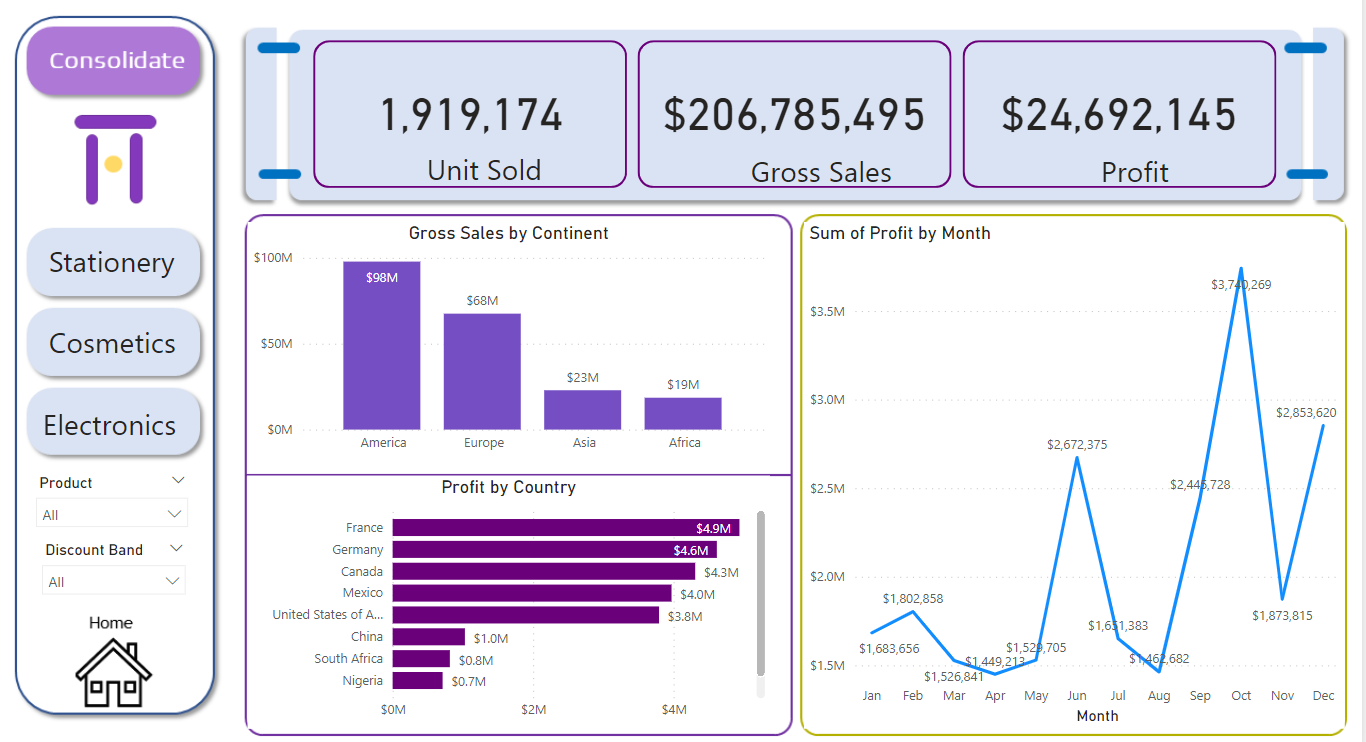 Consolidate
Stationery
Cosmetics
Electronics
Product
All
Discount Band
All
Home
1,919,174
Unit Sold
$206,785,495
Gross Sales
$24,692,145
Profit
Gross Sales by Continent
$100M
$50M
$0M
$98M
$68M
$23M
$19M
America
Europe
Asia
Africa
Profit by Country
France
$4.9M
Germany
$4.6M
Canada
$4.3M
Mexico
$4.0M
United States of A...
$3.8M
China
$1.0M
South Africa
$0.8M
Nigeria
$0.7M
$0M
$2M
$4M
Sum of Profit by Month
$3.5M
$3.0M
$2.5M
$2.0M
$1.5M
$1,683,656
$1,802,858
$1,526,841
$1,449,213
$1,529,705
$2,672,375
$1,651,383
$1,462,682
$2,445,728
$3,740,269
$1,873,815
$2,853,620
Jan
Feb
Mar
Apr
May
Jun
Jul
Aug
Sep
Oct
Nov
Dec
Month